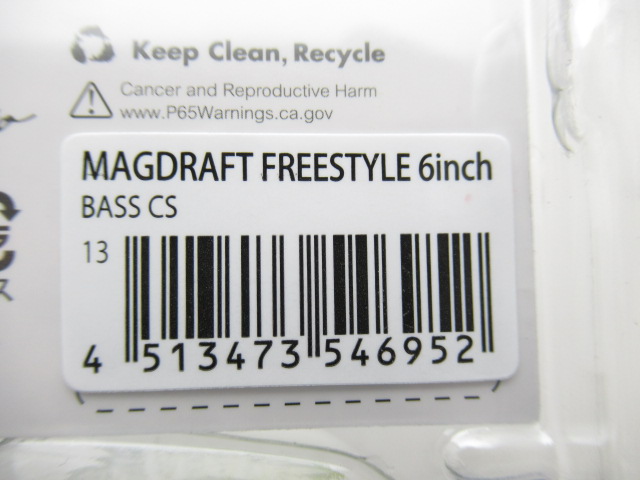 Keep Clean, Recycle
Cancer and Reproductive Harm
www.P65Warnings.ca.gov
MAGDRAFT FREESTYLE 6inch
BASS CS
13
4 513473 546952